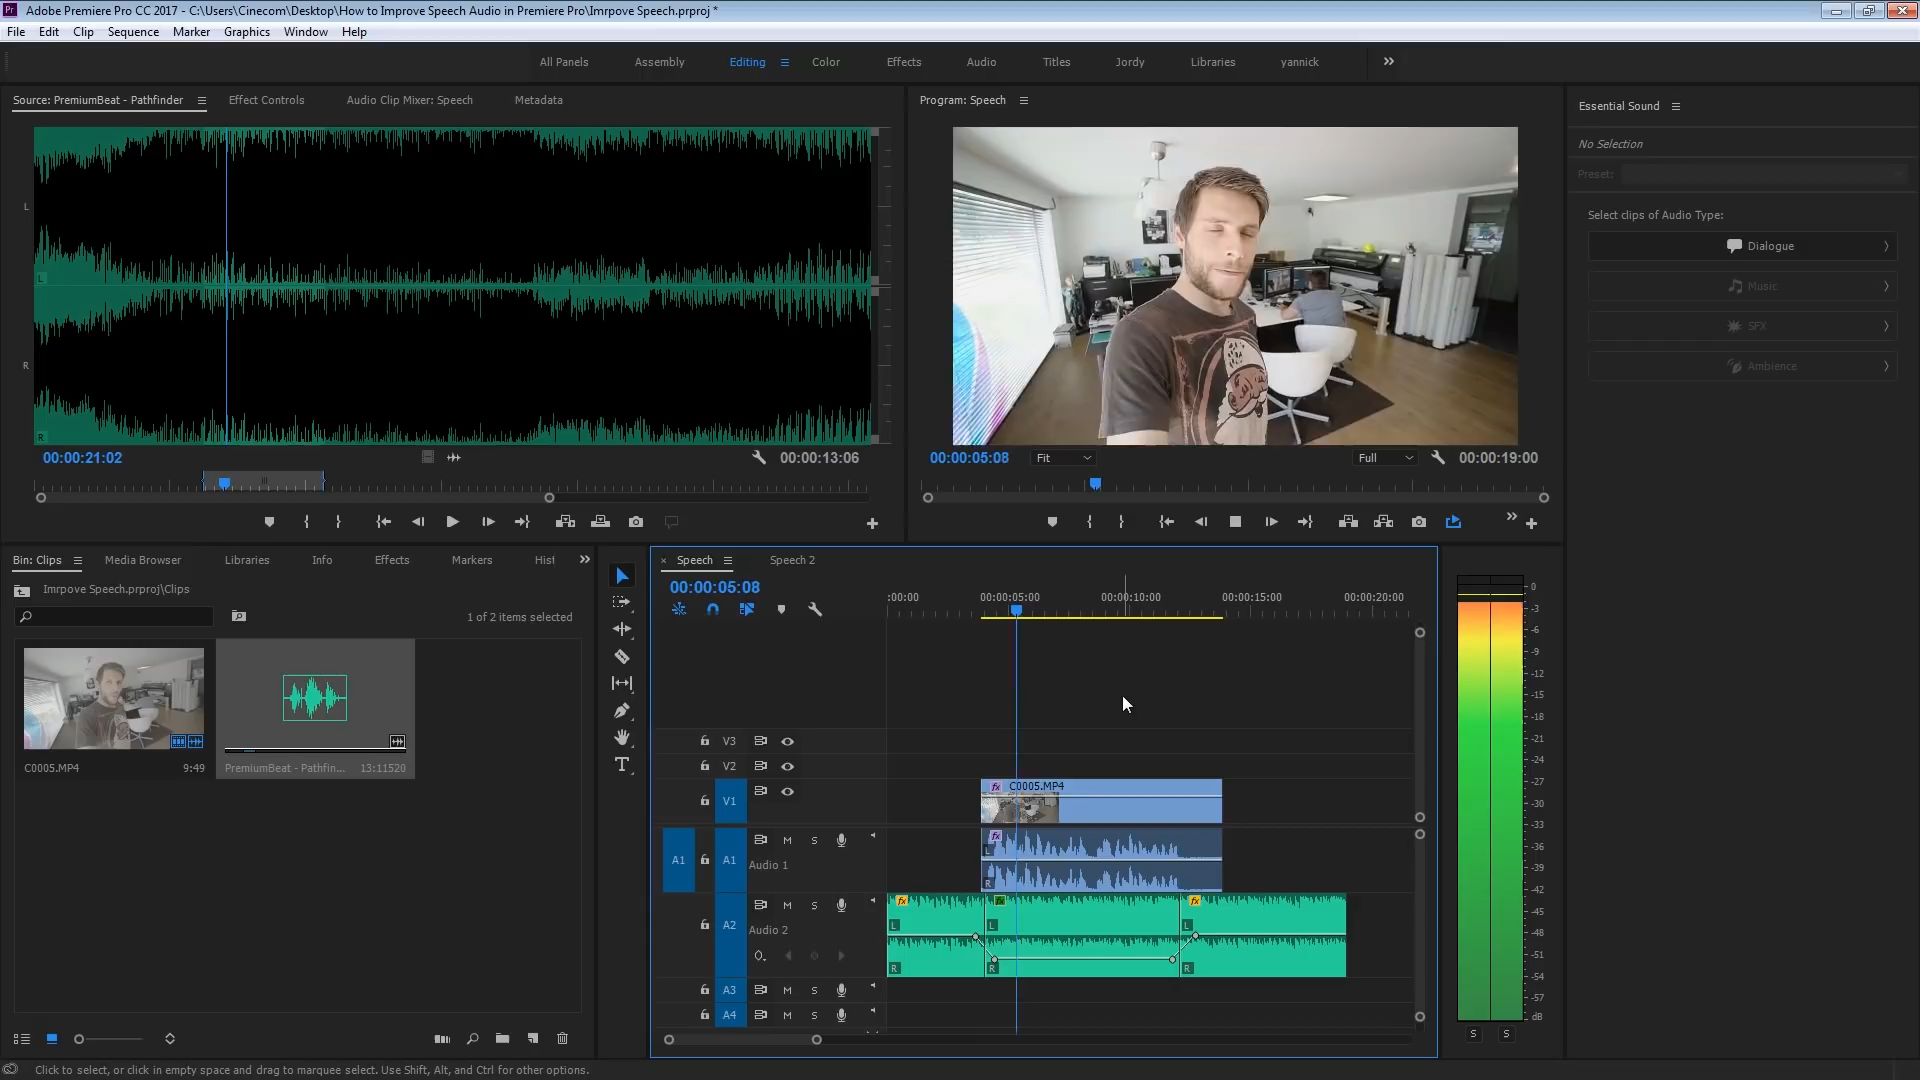 Adobe Premiere Pro CC 2017 - C:\Users\Cinecom\Desktop\How to Improve Speech Audio in Premiere Pro\Imrpove Speech.prproj *
File Edit Clip Sequence Marker Graphics Window Help
All Panels Assembly Editing Color Effects Audio Titles Jordy Libraries yannick
Source: PremiumBeat - Pathfinder Effect Controls Audio Clip Mixer: Speech Metadata
Program: Speech
Essential Sound
No Selection
Preset:
Select clips of Audio Type:
Dialogue
Music
SFX
Ambience
L
L
R
R
00:00:21:02 00:00:13:06
00:00:05:08 Fit Full 00:00:19:00
Bin: Clips Media Browser Libraries Info Effects Markers Hist
Imrpove Speech.prproj\Clips
1 of 2 items selected
C0005.MP4 9:49
PremiumBeat - Pathfin... 13:11520
Speech Speech 2
00:00:05:08
:00:00 00:00:05:00 00:00:10:00 00:00:15:00 00:00:20:00
V3
V2
V1
fx C0005.MP4
A1 A1 M S
Audio 1
fx
L
R
A2 M S
Audio 2
fx fx fx
L L L
R R R
A3 M S
A4 M S
0
-3
-6
-9
-12
-15
-18
-21
-24
-27
-30
-33
-36
-39
-42
-45
-48
-51
-54
-57
dB
S S
Click to select, or click in empty space and drag to marquee select. Use Shift, Alt, and Ctrl for other options.